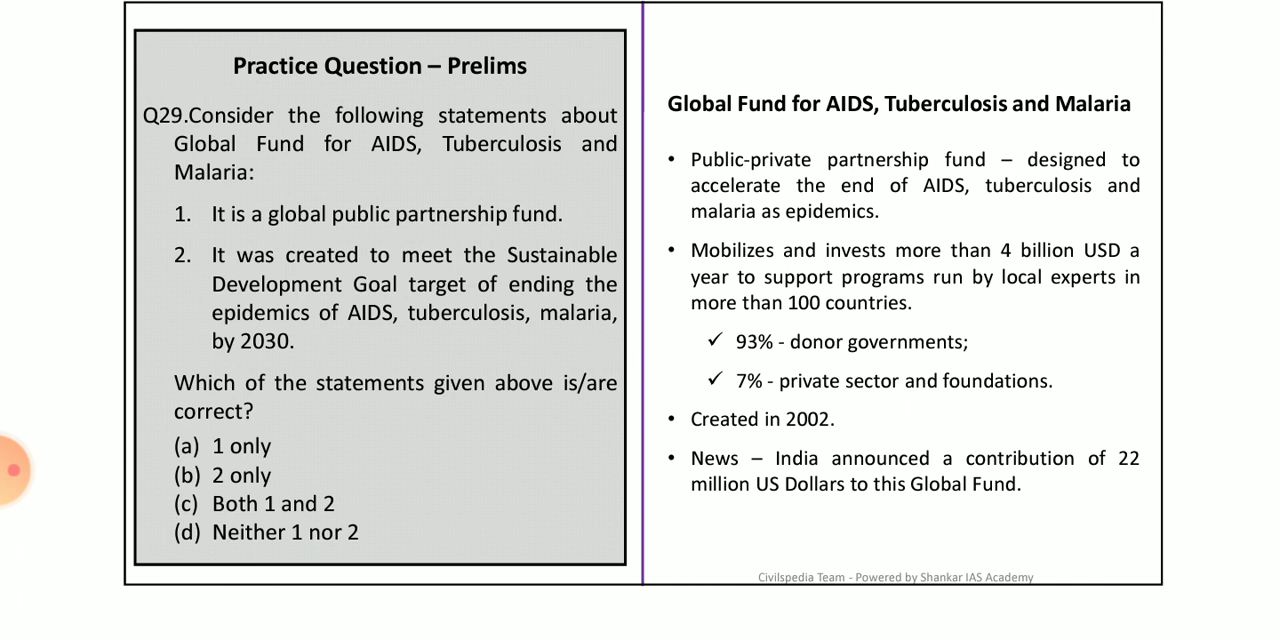 Practice Question – Prelims
Q29.Consider the following statements about
Global Fund for AIDS, Tuberculosis and
Malaria:
1. It is a global public partnership fund.
2. It was created to meet the Sustainable
Development Goal target of ending the
epidemics of AIDS, tuberculosis, malaria,
by 2030.
Which of the statements given above is/are
correct?
(a) 1 only
(b) 2 only
(c) Both 1 and 2
(d) Neither 1 nor 2
Global Fund for AIDS, Tuberculosis and Malaria
• Public-private partnership fund – designed to
accelerate the end of AIDS, tuberculosis and
malaria as epidemics.
• Mobilizes and invests more than 4 billion USD a
year to support programs run by local experts in
more than 100 countries.
✓ 93% - donor governments;
✓ 7% - private sector and foundations.
• Created in 2002.
• News – India announced a contribution of 22
million US Dollars to this Global Fund.
Civilspedia Team - Powered by Shankar IAS Academy